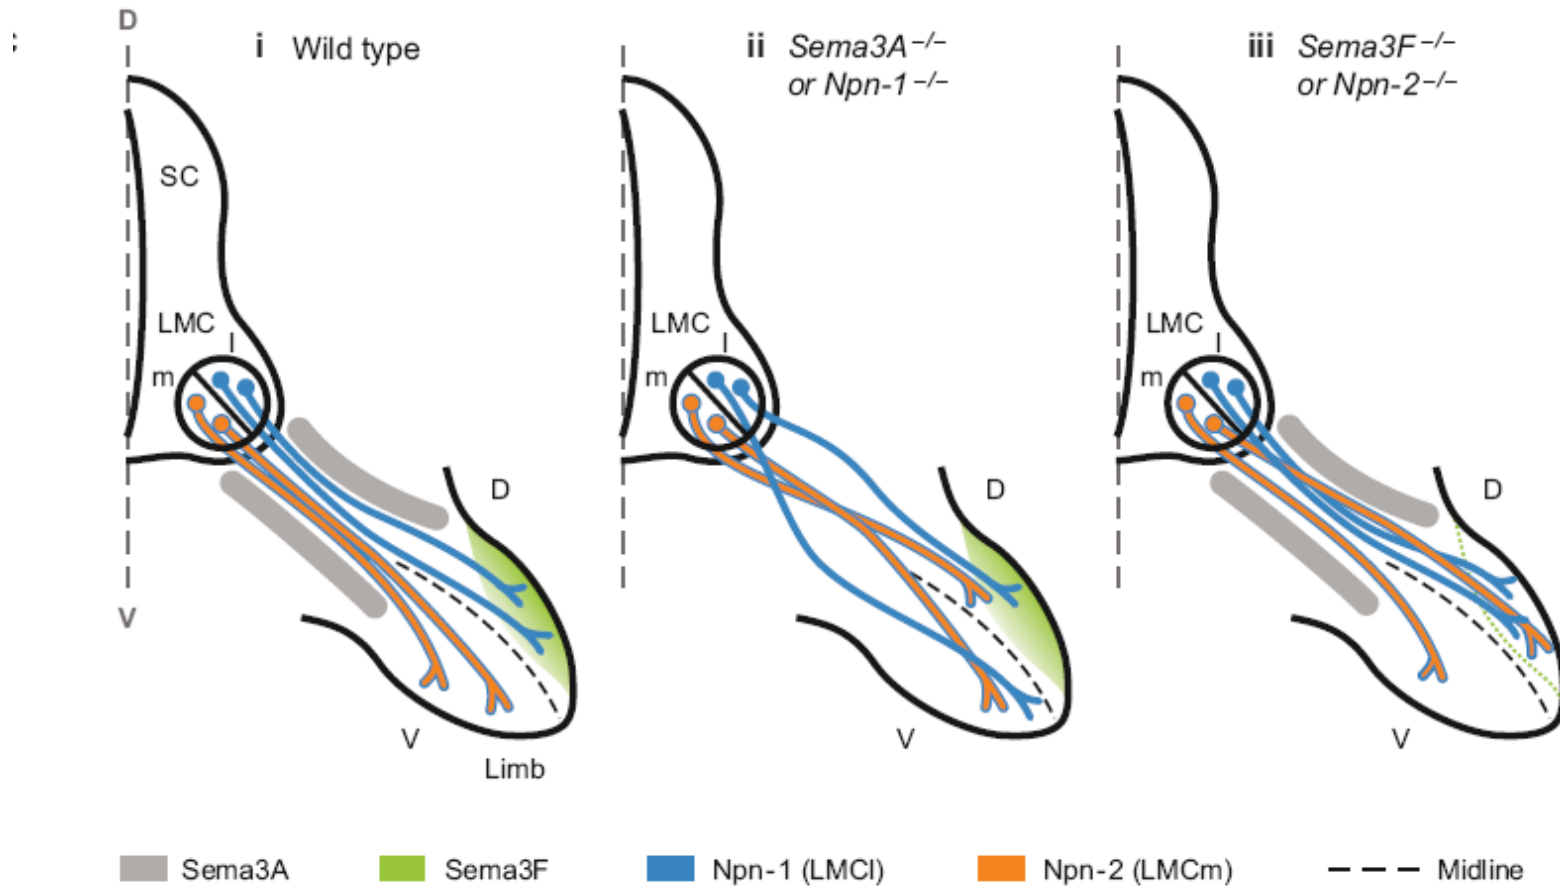 D
i Wild type
ii Sema3A–/–
or Npn-1–/–
iii Sema3F–/–
or Npn-2–/–
SC
LMC
l
m
D
V
V
Limb
LMC
l
m
D
V
LMC
l
m
D
V
Sema3A
Sema3F
Npn-1 (LMCl)
Npn-2 (LMCm)
Midline